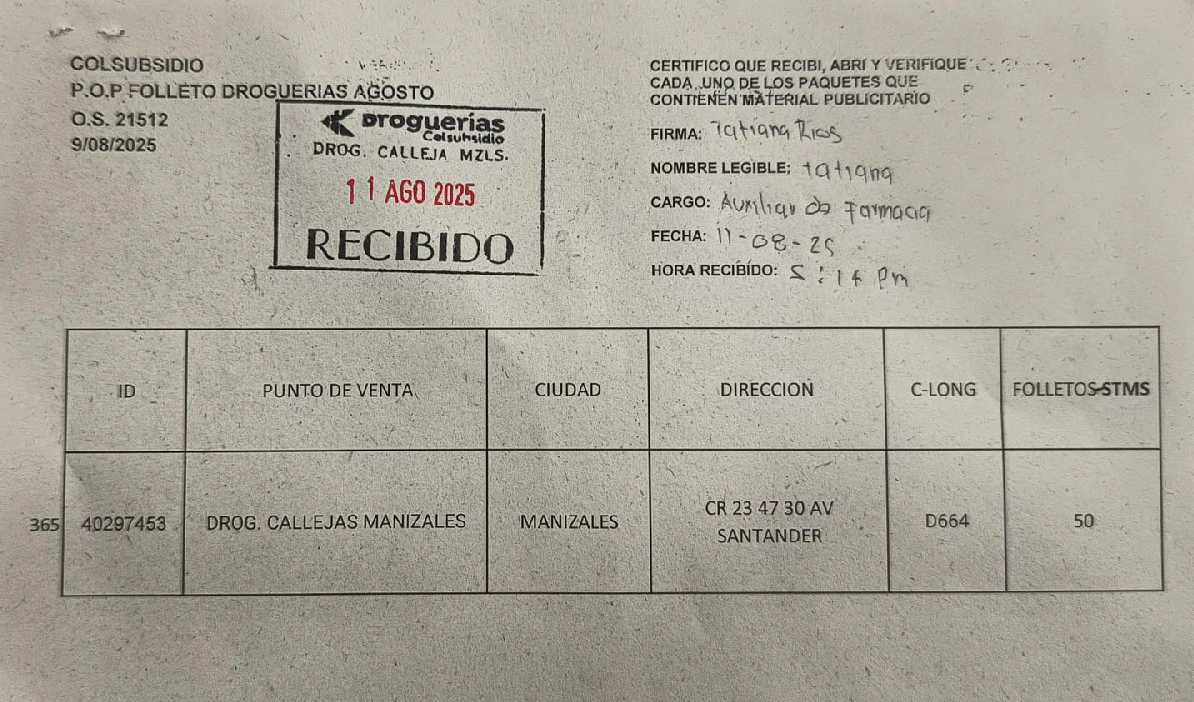 COLSUBSIDIO
P.O.P FOLLETO DROGUERIAS AGOSTO
O.S. 21512
9/08/2025
Droguerías
Colsubsidio
DROG. CALLEJA MZLS.
11 AGO 2025
RECIBIDO
CERTIFICO QUE RECIBI, ABRI Y VERIFIQUE
CADA UNO DE LOS PAQUETES QUE
CONTIENEN MATERIAL PUBLICITARIO
FIRMA: Tatiana Rios
NOMBRE LEGIBLE: tatiana
CARGO: Auxiliar de Farmacia
FECHA: 11-08-25
HORA RECIBÍDO: 5:14 Pm
ID PUNTO DE VENTA CIUDAD DIRECCION C-LONG FOLLETOS-STMS
365 40297453 DROG. CALLEJAS MANIZALES MANIZALES CR 23 47 30 AV D664 50
SANTANDER